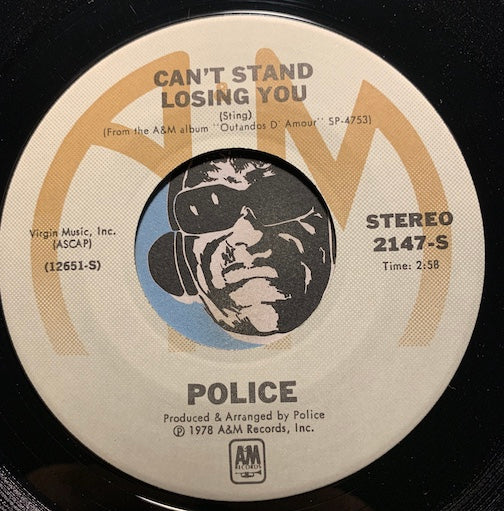 CAN'T STAND
LOSING YOU
(Sting)
(From the A&M album "Outandos D' Amour" SP-4753)
Virgin Music, Inc.
(ASCAP)
(12651-S)
STEREO
2147-S
Time: 2:58
POLICE
Produced & Arranged by Police
℗ 1978 A&M Records, Inc.
A&M
RECORDS